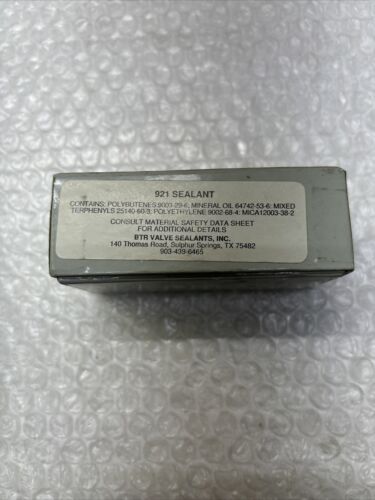 921 SEALANT
CONTAINS: POLYBUTENES 9003-29-6; MINERAL OIL 64742-53-6; MIXED
TERPHENYLS 25140-60-3; POLYETHYLENE 9002-68-4; MICA12003-38-2
CONSULT MATERIAL SAFETY DATA SHEET
FOR ADDITIONAL DETAILS
BTR VALVE SEALANTS, INC.
140 Thomas Road, Sulphur Springs, TX 75482
903-439-6465